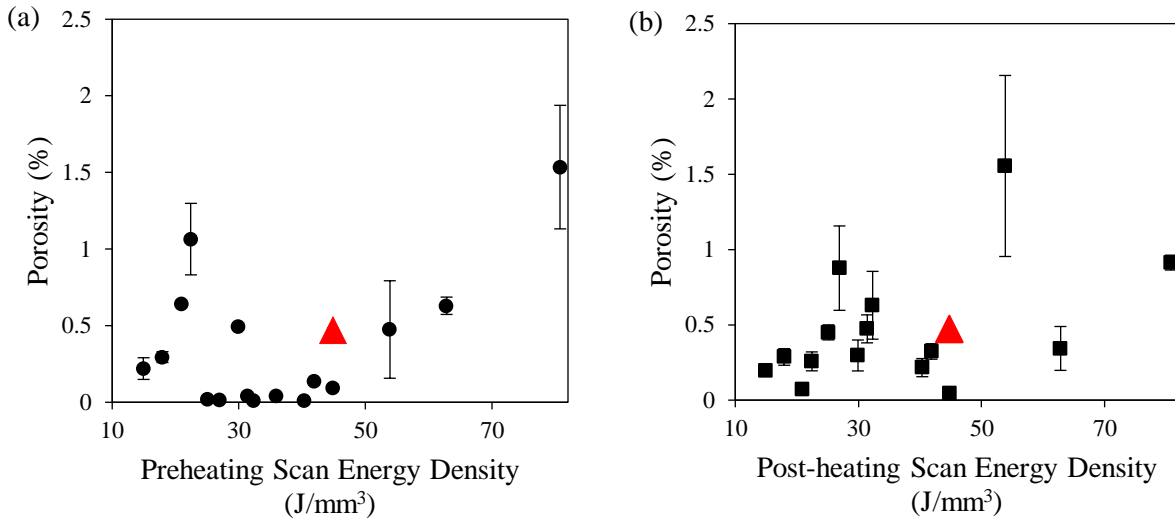 (a)
2.5
2
1.5
1
0.5
0
Porosity (%)
10
30
50
70
Preheating Scan Energy Density
(J/mm³)
(b)
2.5
2
1.5
1
0.5
0
Porosity (%)
10
30
50
70
Post-heating Scan Energy Density
(J/mm³)